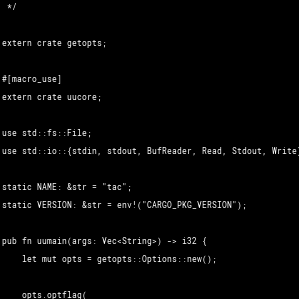 */
extern crate getopts;
#[macro_use]
extern crate uucore;
use std::fs::File;
use std::io::{stdin, stdout, BufReader, Read, Stdout, Write}
static NAME: &str = "tac";
static VERSION: &str = env!("CARGO_PKG_VERSION");
pub fn uumain(args: Vec<String>) -> i32 {
let mut opts = getopts::Options::new();
opts.optflag(